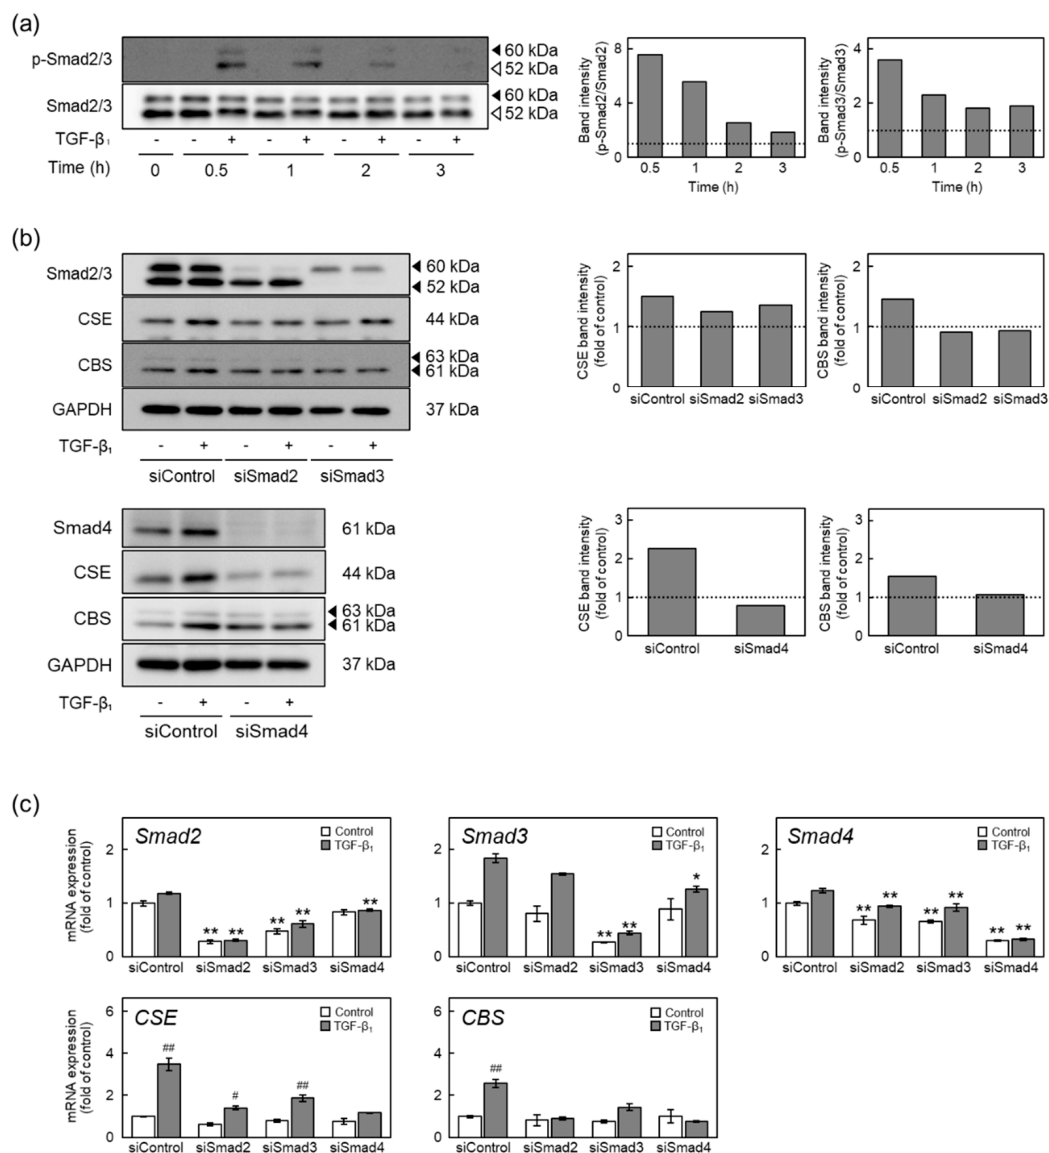 (a)
p-Smad2/3
60 kDa
52 kDa
Smad2/3
60 kDa
52 kDa
TGF-β₁ - - + - + - + - +
Time (h) 0 0.5 1 2 3
Band intensity
(p-Smad2/Smad2)
8
4
0
0.5 1 2 3
Time (h)
Band intensity
(p-Smad3/Smad3)
4
2
0
0.5 1 2 3
Time (h)
(b)
Smad2/3
60 kDa
52 kDa
CSE 44 kDa
CBS
63 kDa
61 kDa
GAPDH 37 kDa
TGF-β₁ - + - + - +
siControl siSmad2 siSmad3
CSE band intensity
(fold of control)
2
1
0
siControl siSmad2 siSmad3
CBS band intensity
(fold of control)
2
1
0
siControl siSmad2 siSmad3
Smad4 61 kDa
CSE 44 kDa
CBS
63 kDa
61 kDa
GAPDH 37 kDa
TGF-β₁ - + - +
siControl siSmad4
CSE band intensity
(fold of control)
3
2
1
0
siControl siSmad4
CBS band intensity
(fold of control)
3
2
1
0
siControl siSmad4
(c)
mRNA expression
(fold of control)
Smad2
Control
TGF-β₁
2
1
0
** ** ** ** **
siControl siSmad2 siSmad3 siSmad4
Smad3
Control
TGF-β₁
2
1
0
** ** *
siControl siSmad2 siSmad3 siSmad4
Smad4
Control
TGF-β₁
2
1
0
** ** ** ** ** **
siControl siSmad2 siSmad3 siSmad4
mRNA expression
(fold of control)
CSE
Control
TGF-β₁
6
4
2
0
## # ##
siControl siSmad2 siSmad3 siSmad4
CBS
Control
TGF-β₁
6
4
2
0
##
siControl siSmad2 siSmad3 siSmad4